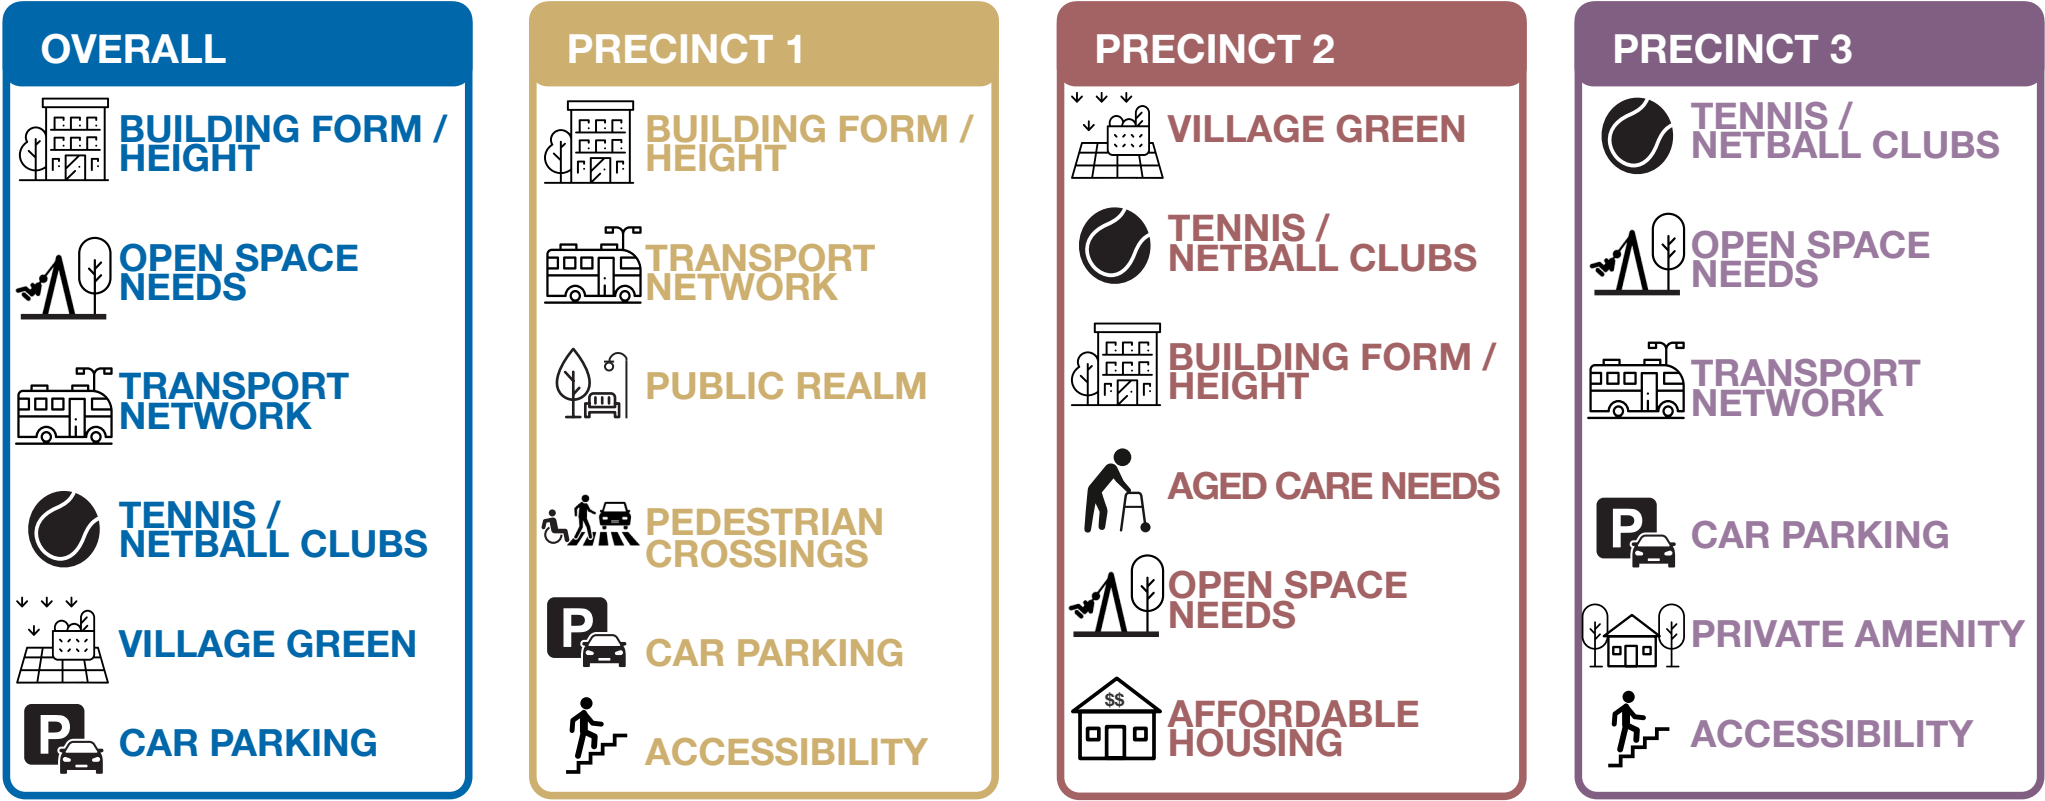 OVERALL
BUILDING FORM /
HEIGHT
OPEN SPACE
NEEDS
TRANSPORT
NETWORK
TENNIS /
NETBALL CLUBS
VILLAGE GREEN
P
CAR PARKING
PRECINCT 1
BUILDING FORM /
HEIGHT
TRANSPORT
NETWORK
PUBLIC REALM
PEDESTRIAN
CROSSINGS
P
CAR PARKING
ACCESSIBILITY
PRECINCT 2
VILLAGE GREEN
TENNIS /
NETBALL CLUBS
BUILDING FORM /
HEIGHT
AGED CARE NEEDS
OPEN SPACE
NEEDS
$$
AFFORDABLE
HOUSING
PRECINCT 3
TENNIS /
NETBALL CLUBS
OPEN SPACE
NEEDS
TRANSPORT
NETWORK
P
CAR PARKING
PRIVATE AMENITY
ACCESSIBILITY